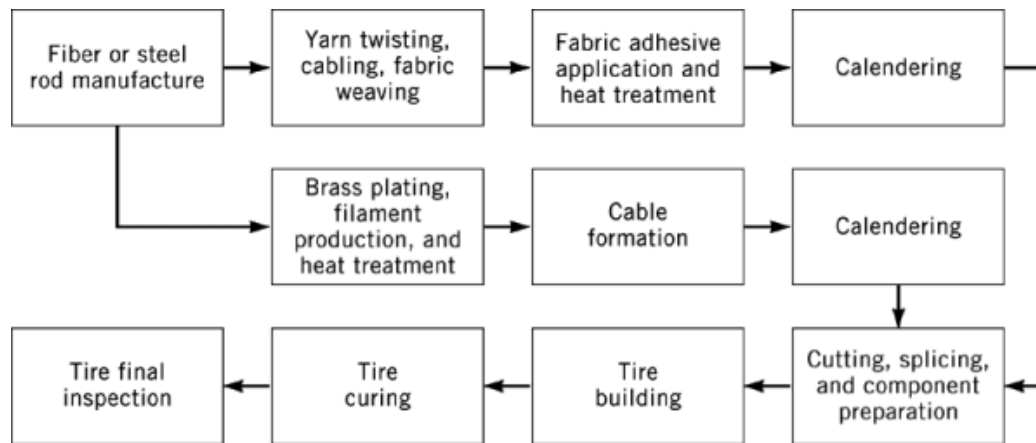 Fiber or steel
rod manufacture
Yarn twisting,
cabling, fabric
weaving
Fabric adhesive
application and
heat treatment
Calendering
Brass plating,
filament
production, and
heat treatment
Cable
formation
Calendering
Tire final
inspection
Tire
curing
Tire
building
Cutting, splicing,
and component
preparation